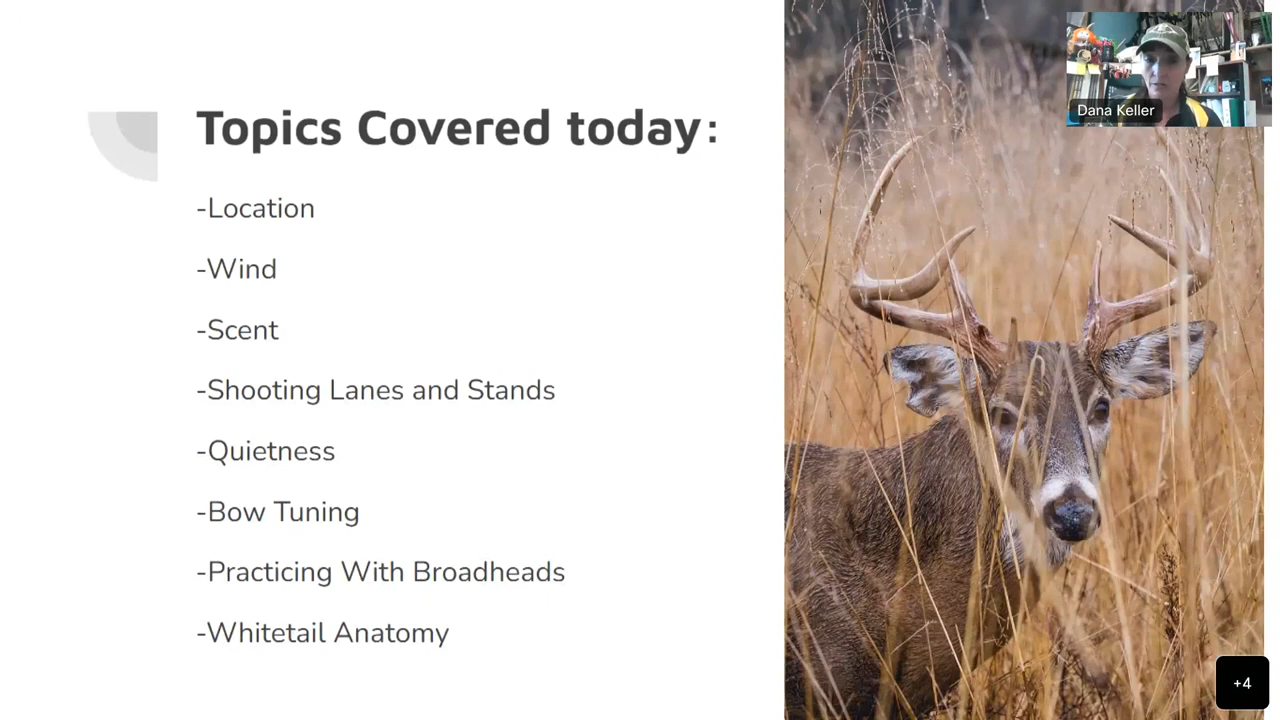 Topics Covered today:
-Location
-Wind
-Scent
-Shooting Lanes and Stands
-Quietness
-Bow Tuning
-Practicing With Broadheads
-Whitetail Anatomy
Dana Keller
+4